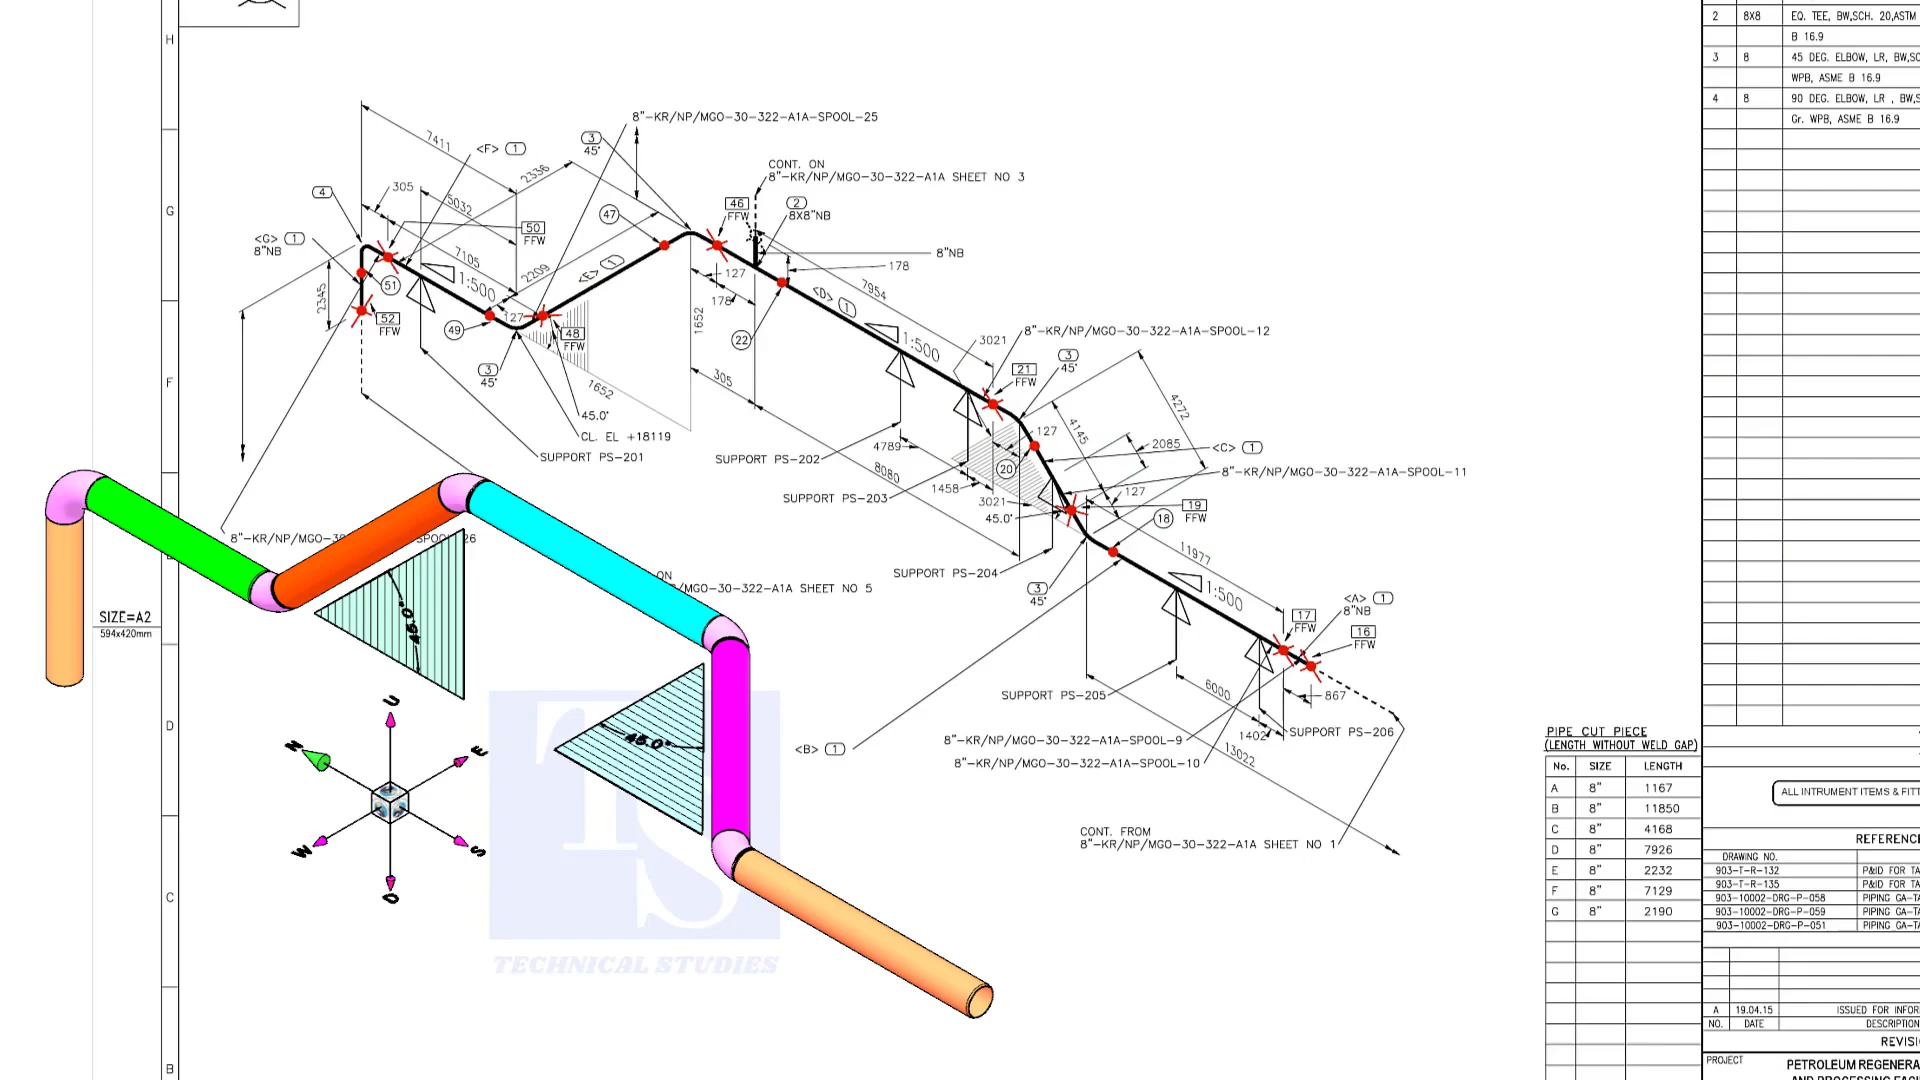 H
G
F
D
C
B
2 8X8 EQ. TEE, BW,SCH. 20,ASTM
B 16.9
3 8 45 DEG. ELBOW, LR, BW,SC
WPB, ASME B 16.9
4 8 90 DEG. ELBOW, LR , BW,S
Gr. WPB, ASME B 16.9
8"-KR/NP/MGO-30-322-A1A-SPOOL-25
3
45°
7411
<F> 1
2336
CONT. ON
8"-KR/NP/MGO-30-322-A1A SHEET NO 3
4
305
5032
47
46
FFW
2
8X8"NB
50
FFW
<G> 1
8"NB
7105
2209
<E> 1
8"NB
178
127
178
51
1:500
2345
52
FFW
49
127
48
FFW
1652
22
7954
<D> 1
1:500
3021
8"-KR/NP/MGO-30-322-A1A-SPOOL-12
3
45°
3
45°
21
FFW
1652
45.0°
305
CL. EL +18119
SUPPORT PS-201
SUPPORT PS-202
4789
8080
127
4145
4272
2085
<C> 1
20
8"-KR/NP/MGO-30-322-A1A-SPOOL-11
SUPPORT PS-203
1458
3021
45.0°
127
19
FFW
18
8"-KR/NP/MGO-30-3
SPOOL-26
ON
/MGO-30-322-A1A SHEET NO 5
SUPPORT PS-204
3
45°
11977
1:500
<A> 1
8"NB
17
FFW
16
FFW
SIZE=A2
594x420mm
45.0°
SUPPORT PS-205
6000
867
1402
SUPPORT PS-206
13022
<B> 1
8"-KR/NP/MGO-30-322-A1A-SPOOL-9
8"-KR/NP/MGO-30-322-A1A-SPOOL-10
45.0°
U
N
E
W
S
D
CONT. FROM
8"-KR/NP/MGO-30-322-A1A SHEET NO 1
TS
TECHNICAL STUDIES
PIPE CUT PIECE
(LENGTH WITHOUT WELD GAP)
No. SIZE LENGTH
A 8" 1167
B 8" 11850
C 8" 4168
D 8" 7926
E 8" 2232
F 8" 7129
G 8" 2190
ALL INTRUMENT ITEMS & FITT
REFERENCE
DRAWING NO.
903-T-R-132 P&ID FOR TA
903-T-R-135 P&ID FOR TA
903-10002-DRG-P-058 PIPING GA-TA
903-10002-DRG-P-059 PIPING GA-TA
903-10002-DRG-P-051 PIPING GA-TA
A 19.04.15 ISSUED FOR INFOR
NO. DATE DESCRIPTION
REVISI
PROJECT
PETROLEUM REGENERA